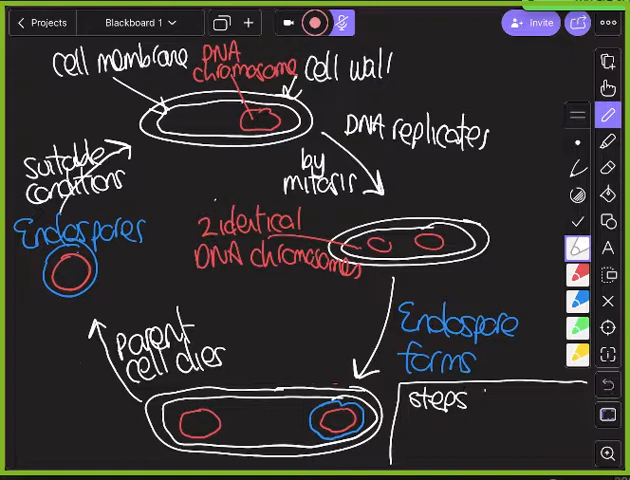 Projects
Blackboard 1
Invite
cell membrane
DNA
chromosome
cell wall
DNA replicates
by
mitosis
suitable
conditions
Endospores
2 identical
DNA chromosomes
Endospore
forms
parent
cell dies
steps